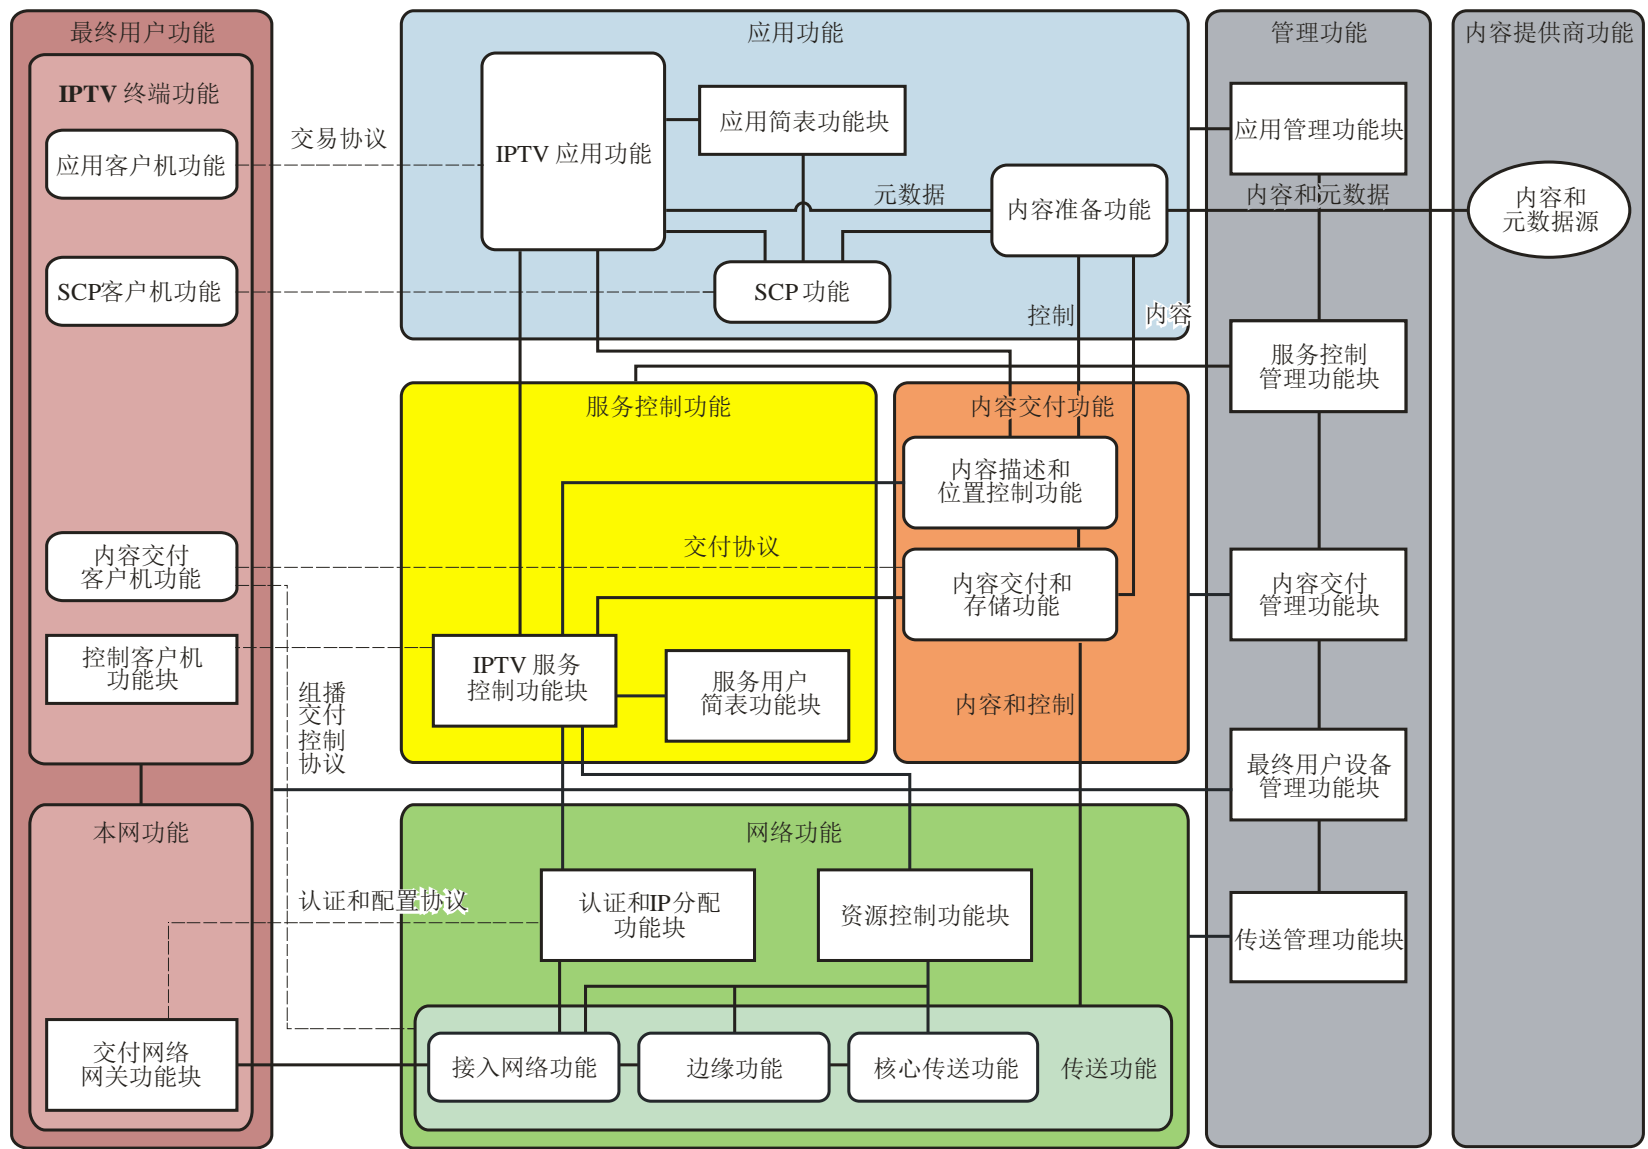 最终用户功能
应用功能
管理功能
内容提供商功能
IPTV 终端功能
应用客户机功能
交易协议
IPTV 应用功能
应用简表功能块
应用管理功能块
元数据
内容准备功能
内容和元数据
内容和
元数据源
SCP客户机功能
SCP 功能
控制
内容
服务控制
管理功能块
服务控制功能
内容交付功能
内容描述和
位置控制功能
内容交付
客户机功能
交付协议
内容交付和
存储功能
内容交付
管理功能块
控制客户机
功能块
IPTV 服务
控制功能块
服务用户
简表功能块
组播
交付
控制
协议
内容和控制
最终用户设备
管理功能块
本网功能
网络功能
认证和配置协议
认证和IP分配
功能块
资源控制功能块
传送管理功能块
交付网络
网关功能块
接入网络功能
边缘功能
核心传送功能
传送功能